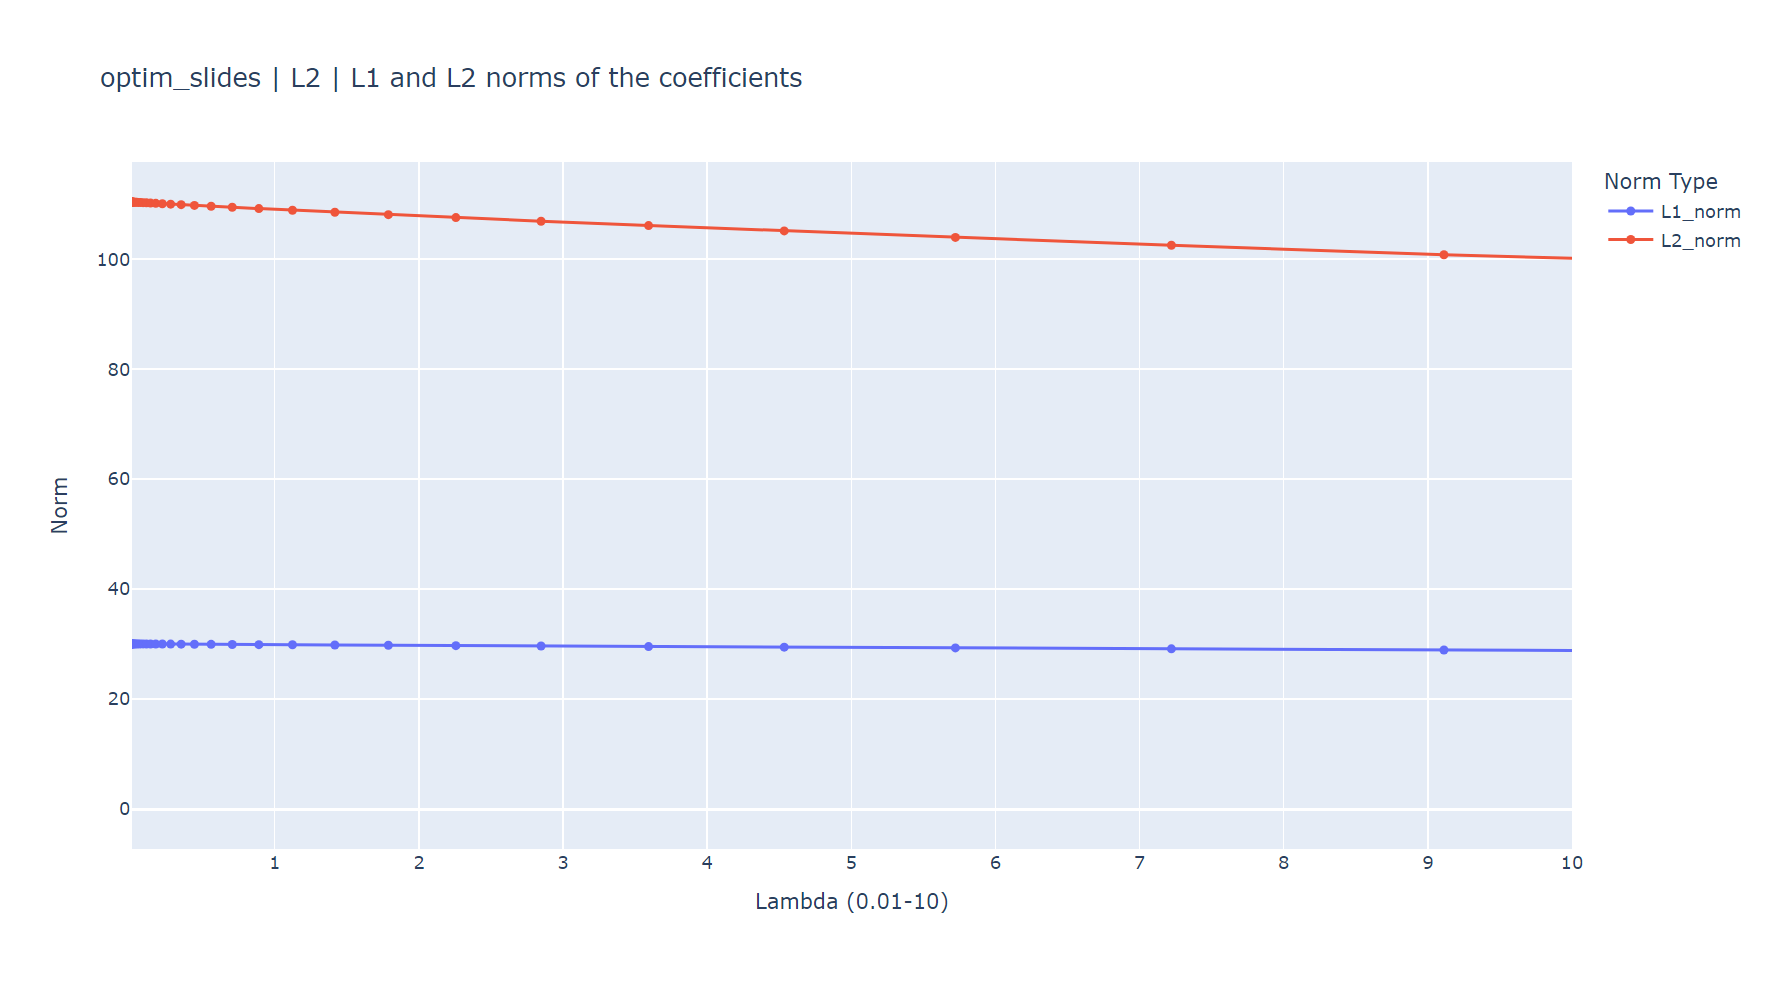 optim_slides | L2 | L1 and L2 norms of the coefficients
Norm Type
L1_norm
L2_norm
100
80
60
40
20
0
Norm
1 2 3 4 5 6 7 8 9 10
Lambda (0.01-10)